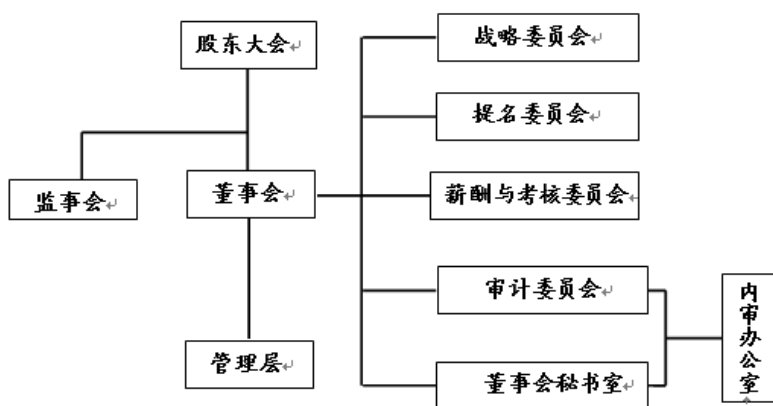 股东大会
战略委员会
提名委员会
监事会
董事会
薪酬与考核委员会
审计委员会
内审办公室
管理层
董事会秘书室